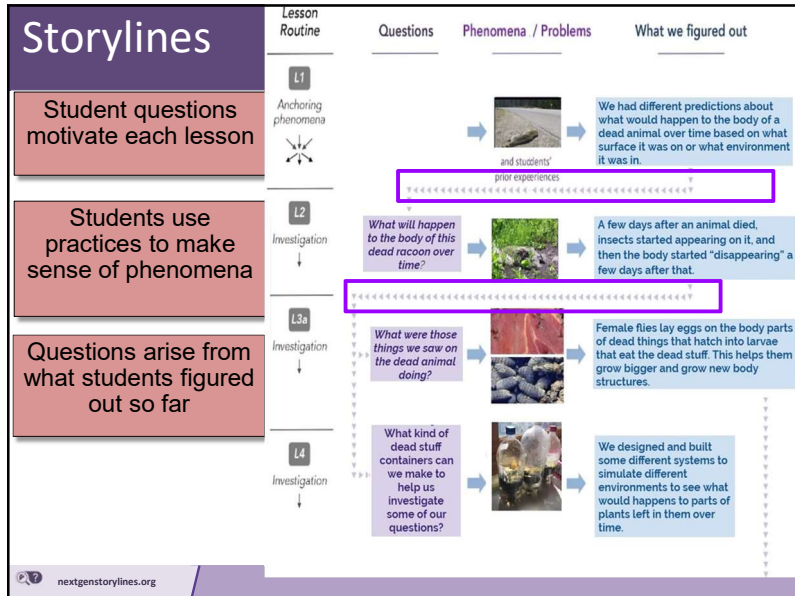 Storylines
Student questions
motivate each lesson
Students use
practices to make
sense of phenomena
Questions arise from
what students figured
out so far
Lesson
Routine
Questions
Phenomena / Problems
What we figured out
L1
Anchoring
phenomena
and students'
prior experiences
We had different predictions about
what would happen to the body of a
dead animal over time based on what
surface it was on or what environment
it was in.
L2
Investigation
What will happen
to the body of this
dead racoon over
time?
A few days after an animal died,
insects started appearing on it, and
then the body started “disappearing” a
few days after that.
L3a
Investigation
What were those
things we saw on
the dead animal
doing?
Female flies lay eggs on the body parts
of dead things that hatch into larvae
that eat the dead stuff. This helps them
grow bigger and grow new body
structures.
L4
Investigation
What kind of
dead stuff
containers can
we make to
help us
investigate
some of our
questions?
We designed and built
some different systems to
simulate different
environments to see what
would happens to parts of
plants left in them over
time.
nextgenstorylines.org